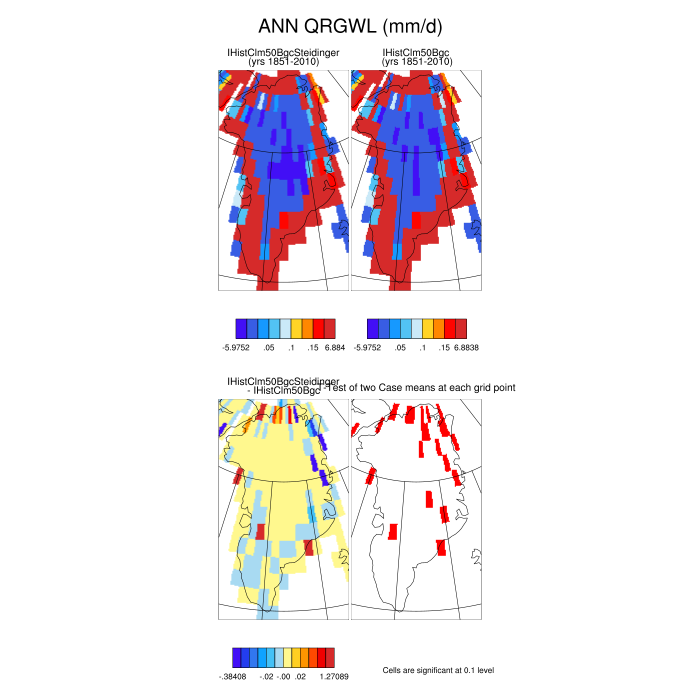 ANN QRGWL (mm/d)
IHistClm50BgcSteidinger
(yrs 1851-2010)
IHistClm50Bgc
(yrs 1851-2010)
-5.9752 .05 .1 .15 6.884
-5.9752 .05 .1 .15 6.8838
IHistClm50BgcSteidinger
- IHistClm50Bgc
-Test of two Case means at each grid point
-.38408 -.02 -.00 .02 1.27089
Cells are significant at 0.1 level